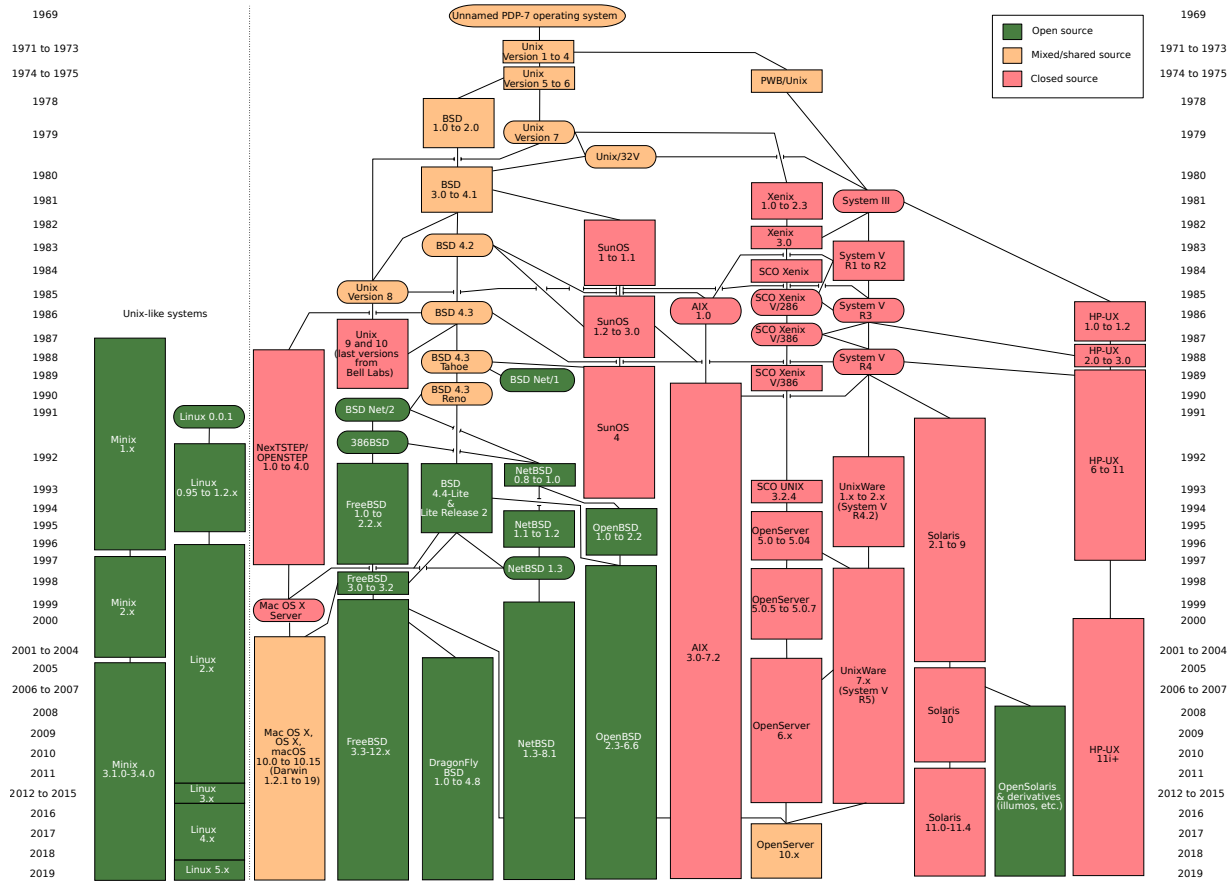 1969
Unnamed PDP-7 operating system
1969
Open source
Mixed/shared source
Closed source
1971 to 1973
Unix
Version 1 to 4
1971 to 1973
1974 to 1975
Unix
Version 5 to 6
PWB/Unix
1974 to 1975
1978
BSD
1.0 to 2.0
1978
1979
Unix
Version 7
1979
Unix/32V
1980
BSD
3.0 to 4.1
1980
1981
Xenix
1.0 to 2.3
System III
1981
1982
1982
1983
BSD 4.2
SunOS
1 to 1.1
Xenix
3.0
System V
R1 to R2
1983
1984
SCO Xenix
1984
1985
Unix
Version 8
SCO Xenix
V/286
1985
1986
Unix-like systems
BSD 4.3
AIX
1.0
System V
R3
HP-UX
1.0 to 1.2
1986
1987
Unix
9 and 10
(last versions
from
Bell Labs)
SunOS
1.2 to 3.0
SCO Xenix
V/386
1987
1988
BSD 4.3
Tahoe
System V
R4
HP-UX
2.0 to 3.0
1988
1989
BSD Net/1
SCO Xenix
V/386
1989
1990
BSD 4.3
Reno
1990
1991
Linux 0.0.1
BSD Net/2
1991
Minix
1.x
386BSD
SunOS
4
1992
NexTSTEP/
OPENSTEP
1.0 to 4.0
NetBSD
0.8 to 1.0
HP-UX
6 to 11
1992
1993
Linux
0.95 to 1.2.x
BSD
4.4-Lite
&
Lite Release 2
SCO UNIX
3.2.4
UnixWare
1.x to 2.x
(System V
R4.2)
1993
1994
FreeBSD
1.0 to
2.2.x
1994
1995
NetBSD
1.1 to 1.2
OpenBSD
1.0 to 2.2
OpenServer
5.0 to 5.04
Solaris
2.1 to 9
1995
1996
1996
1997
NetBSD 1.3
1997
1998
FreeBSD
3.0 to 3.2
1998
1999
Minix
2.x
Mac OS X
Server
OpenServer
5.0.5 to 5.0.7
1999
2000
2000
2001 to 2004
Linux
2.x
AIX
3.0-7.2
2001 to 2004
2005
UnixWare
7.x
(System V
R5)
2005
2006 to 2007
2006 to 2007
2008
Solaris
10
2008
2009
Mac OS X,
OS X,
macOS
10.0 to 10.15
(Darwin
1.2.1 to 19)
FreeBSD
3.3-12.x
NetBSD
1.3-8.1
OpenBSD
2.3-6.6
OpenServer
6.x
2009
2010
Minix
3.1.0-3.4.0
DragonFly
BSD
1.0 to 4.8
HP-UX
11i+
2010
2011
2011
2012 to 2015
Linux
3.x
OpenSolaris
& derivatives
(illumos, etc.)
2012 to 2015
2016
Solaris
11.0-11.4
2016
2017
Linux
4.x
2017
2018
OpenServer
10.x
2018
2019
Linux 5.x
2019